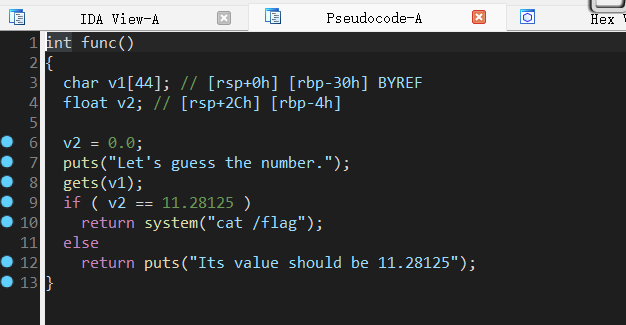 IDA View-A Pseudocode-A Hex
1 int func()
2 {
3 char v1[44]; // [rsp+0h] [rbp-30h] BYREF
4 float v2; // [rsp+2Ch] [rbp-4h]
5
6 v2 = 0.0;
7 puts("Let's guess the number.");
8 gets(v1);
9 if ( v2 == 11.28125 )
10 return system("cat /flag");
11 else
12 return puts("Its value should be 11.28125");
13 }